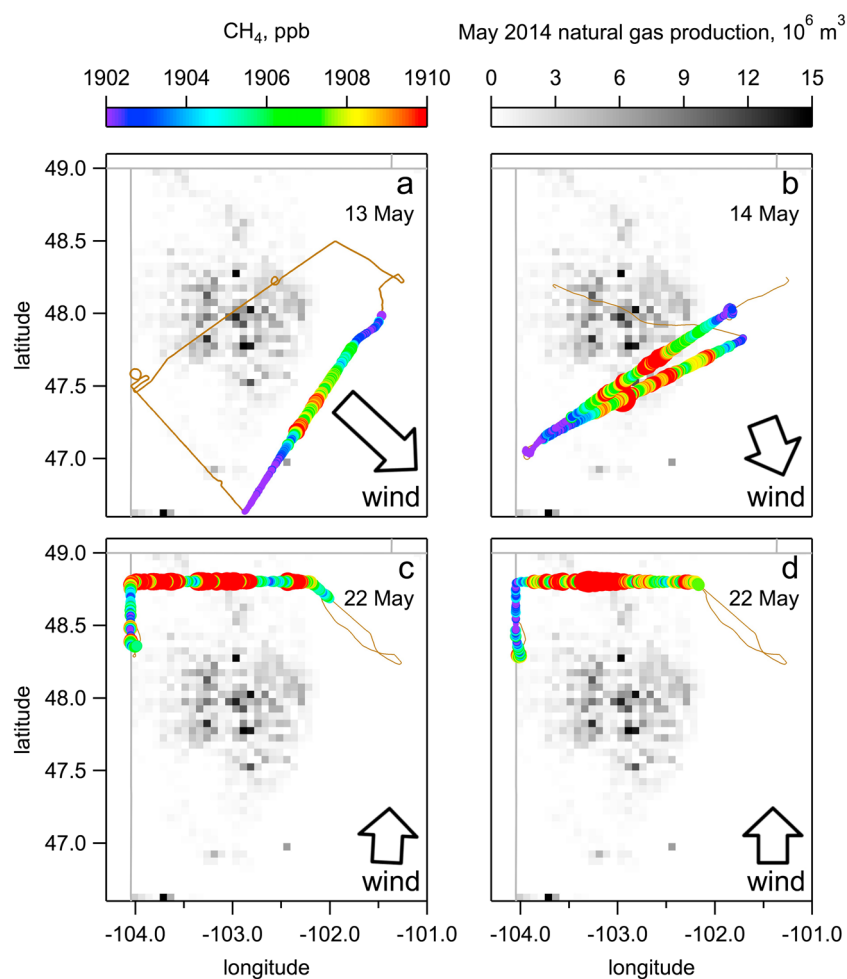 CH₄, ppb
May 2014 natural gas production, 10⁶ m³
1902 1904 1906 1908 1910
0 3 6 9 12 15
49.0
48.5
48.0
47.5
47.0
latitude
a
13 May
wind
b
14 May
wind
49.0
48.5
48.0
47.5
47.0
latitude
c
22 May
wind
d
22 May
wind
-104.0 -103.0 -102.0 -101.0
longitude
-104.0 -103.0 -102.0 -101.0
longitude